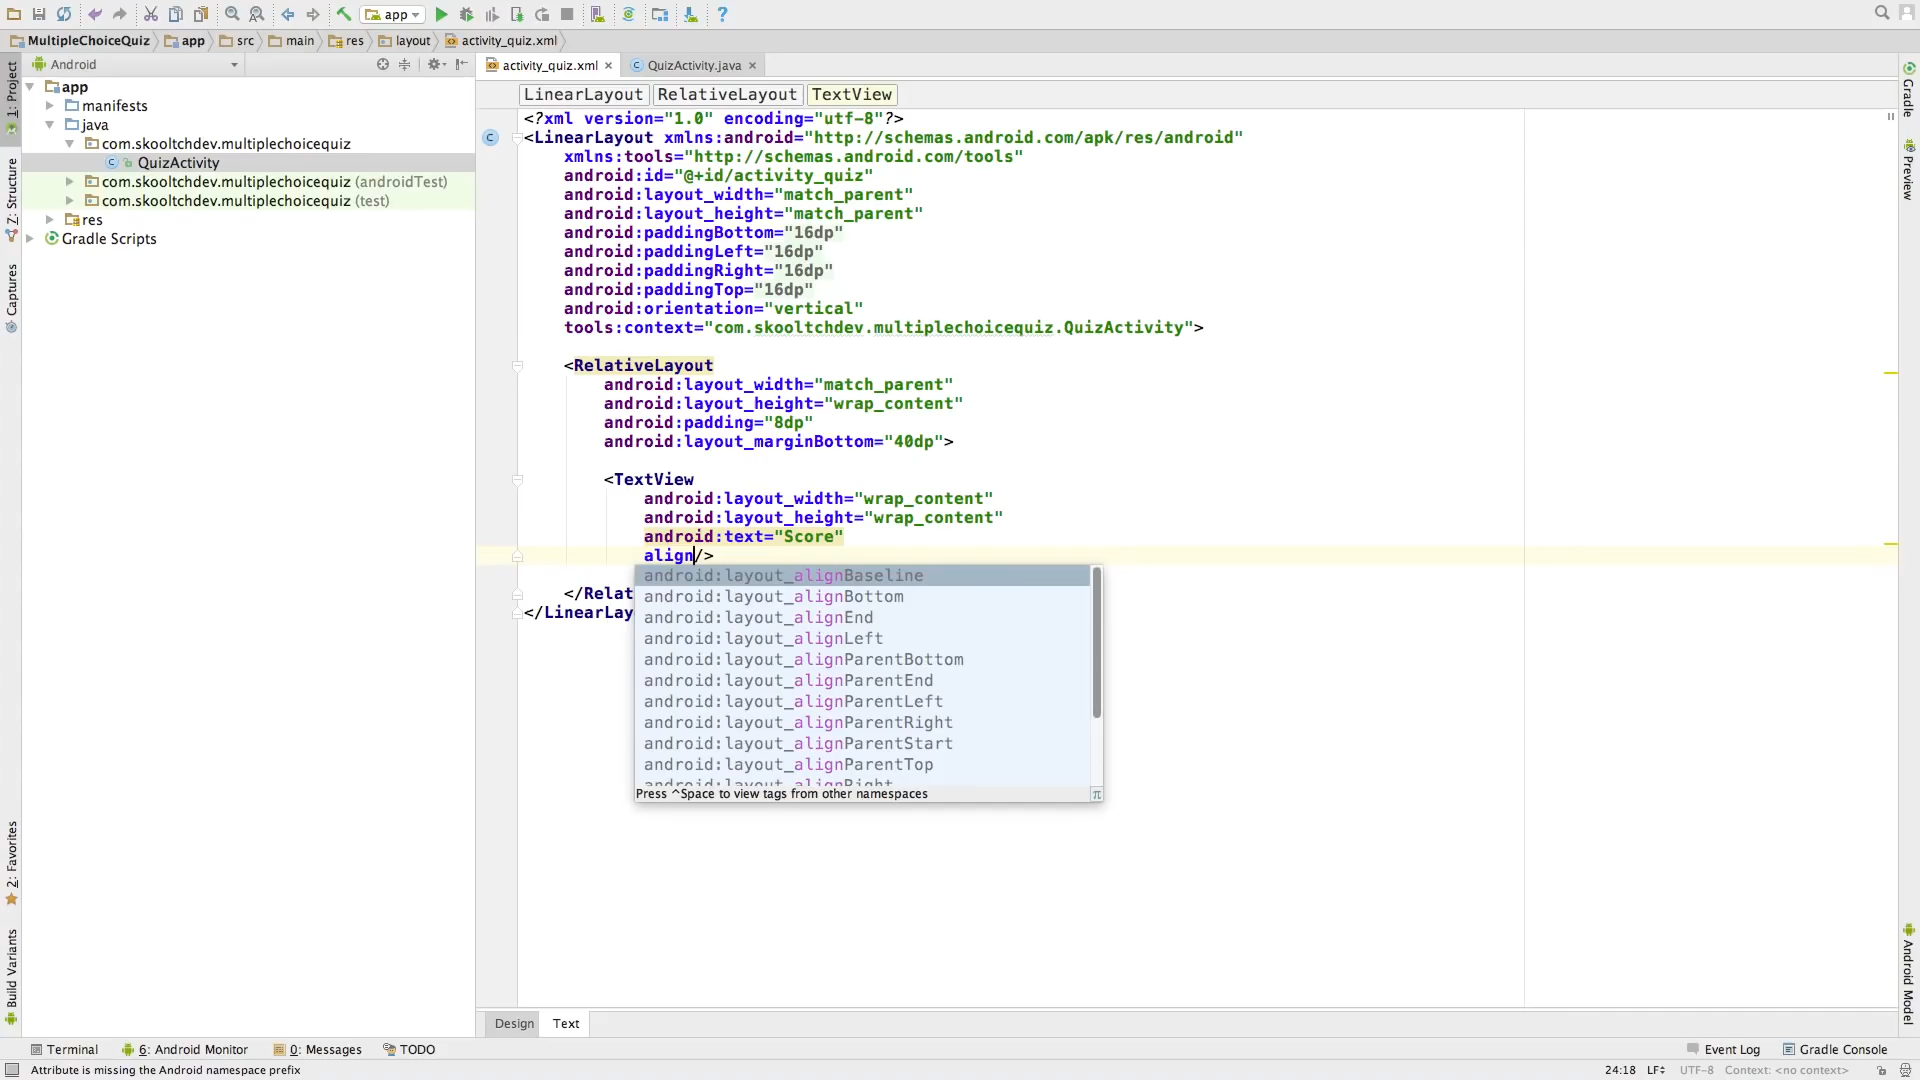 app
MultipleChoiceQuiz app src main res layout activity_quiz.xml
Android
activity_quiz.xml QuizActivity.java
1: Project
Z: Structure
Captures
2: Favorites
Build Variants
app
manifests
java
com.skooltchdev.multiplechoicequiz
QuizActivity
com.skooltchdev.multiplechoicequiz (androidTest)
com.skooltchdev.multiplechoicequiz (test)
res
Gradle Scripts
LinearLayout RelativeLayout TextView
<?xml version="1.0" encoding="utf-8"?>
<LinearLayout xmlns:android="http://schemas.android.com/apk/res/android"
xmlns:tools="http://schemas.android.com/tools"
android:id="@+id/activity_quiz"
android:layout_width="match_parent"
android:layout_height="match_parent"
android:paddingBottom="16dp"
android:paddingLeft="16dp"
android:paddingRight="16dp"
android:paddingTop="16dp"
android:orientation="vertical"
tools:context="com.skooltchdev.multiplechoicequiz.QuizActivity">
<RelativeLayout
android:layout_width="match_parent"
android:layout_height="wrap_content"
android:padding="8dp"
android:layout_marginBottom="40dp">
<TextView
android:layout_width="wrap_content"
android:layout_height="wrap_content"
android:text="Score"
align/>
</Relat
</LinearLay
android:layout_alignBaseline
android:layout_alignBottom
android:layout_alignEnd
android:layout_alignLeft
android:layout_alignParentBottom
android:layout_alignParentEnd
android:layout_alignParentLeft
android:layout_alignParentRight
android:layout_alignParentStart
android:layout_alignParentTop
android:layout_alignRight
Press ^Space to view tags from other namespaces π
Gradle
Preview
Android Model
Design Text
Terminal 6: Android Monitor 0: Messages TODO Event Log Gradle Console
Attribute is missing the Android namespace prefix 24:18 LF UTF-8 Context: <no context>